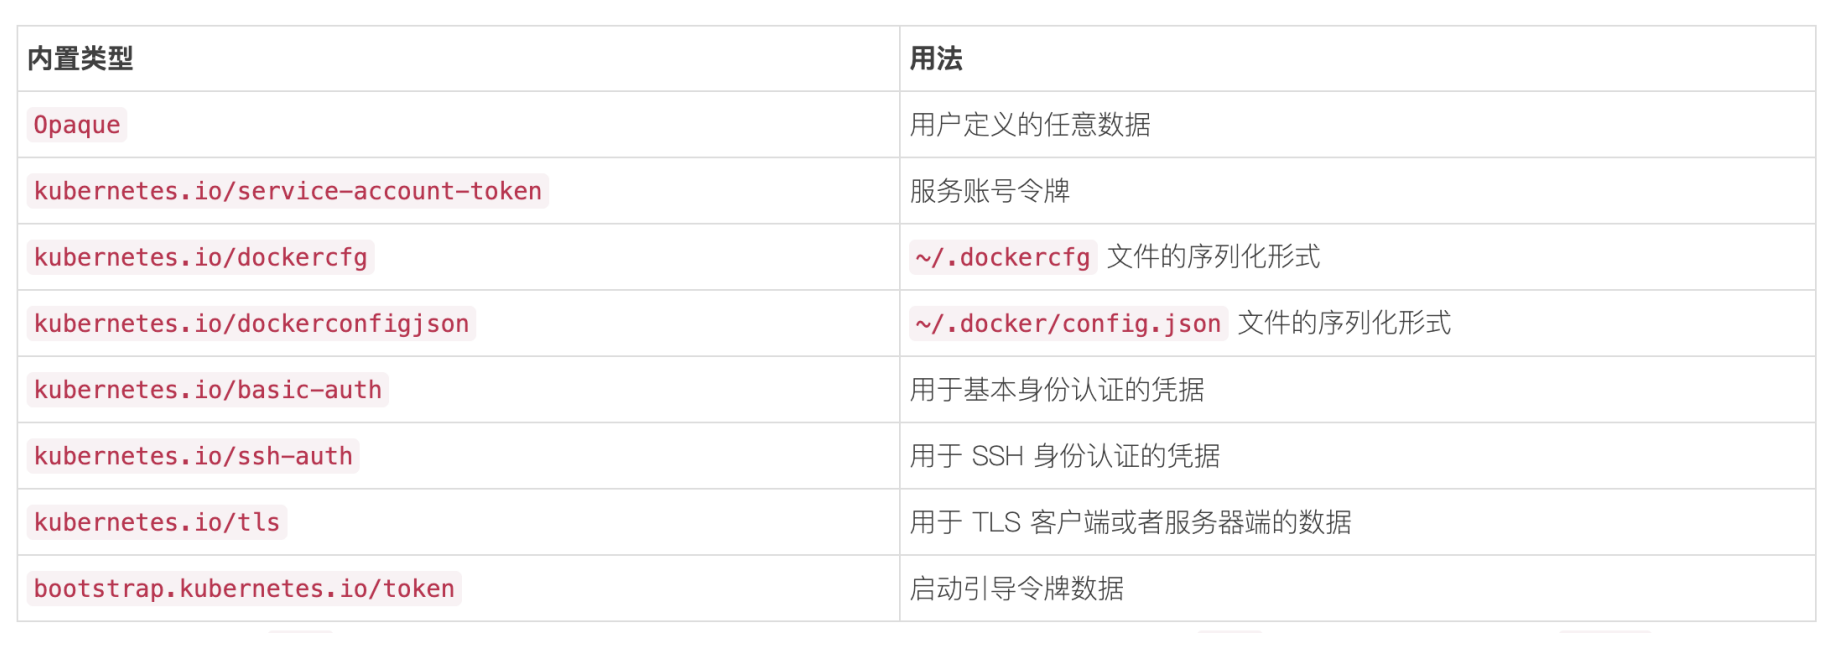 内置类型 用法
Opaque 用户定义的任意数据
kubernetes.io/service-account-token 服务账号令牌
kubernetes.io/dockercfg ~/.dockercfg 文件的序列化形式
kubernetes.io/dockerconfigjson ~/.docker/config.json 文件的序列化形式
kubernetes.io/basic-auth 用于基本身份认证的凭据
kubernetes.io/ssh-auth 用于 SSH 身份认证的凭据
kubernetes.io/tls 用于 TLS 客户端或者服务器端的数据
bootstrap.kubernetes.io/token 启动引导令牌数据